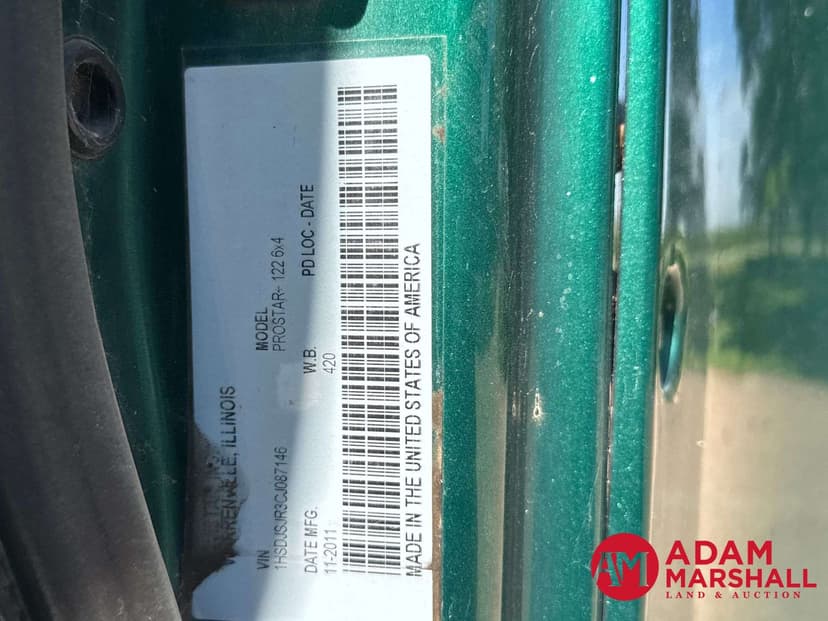 WARRENVILLE, ILLINOIS
VIN MODEL
1HSDJSJR3CJ087146 PROSTAR+ 122 6x4
DATE MFG. W.B. PD LOC - DATE
11-2011 420
MADE IN THE UNITED STATES OF AMERICA
AM ADAM
MARSHALL
LAND & AUCTION